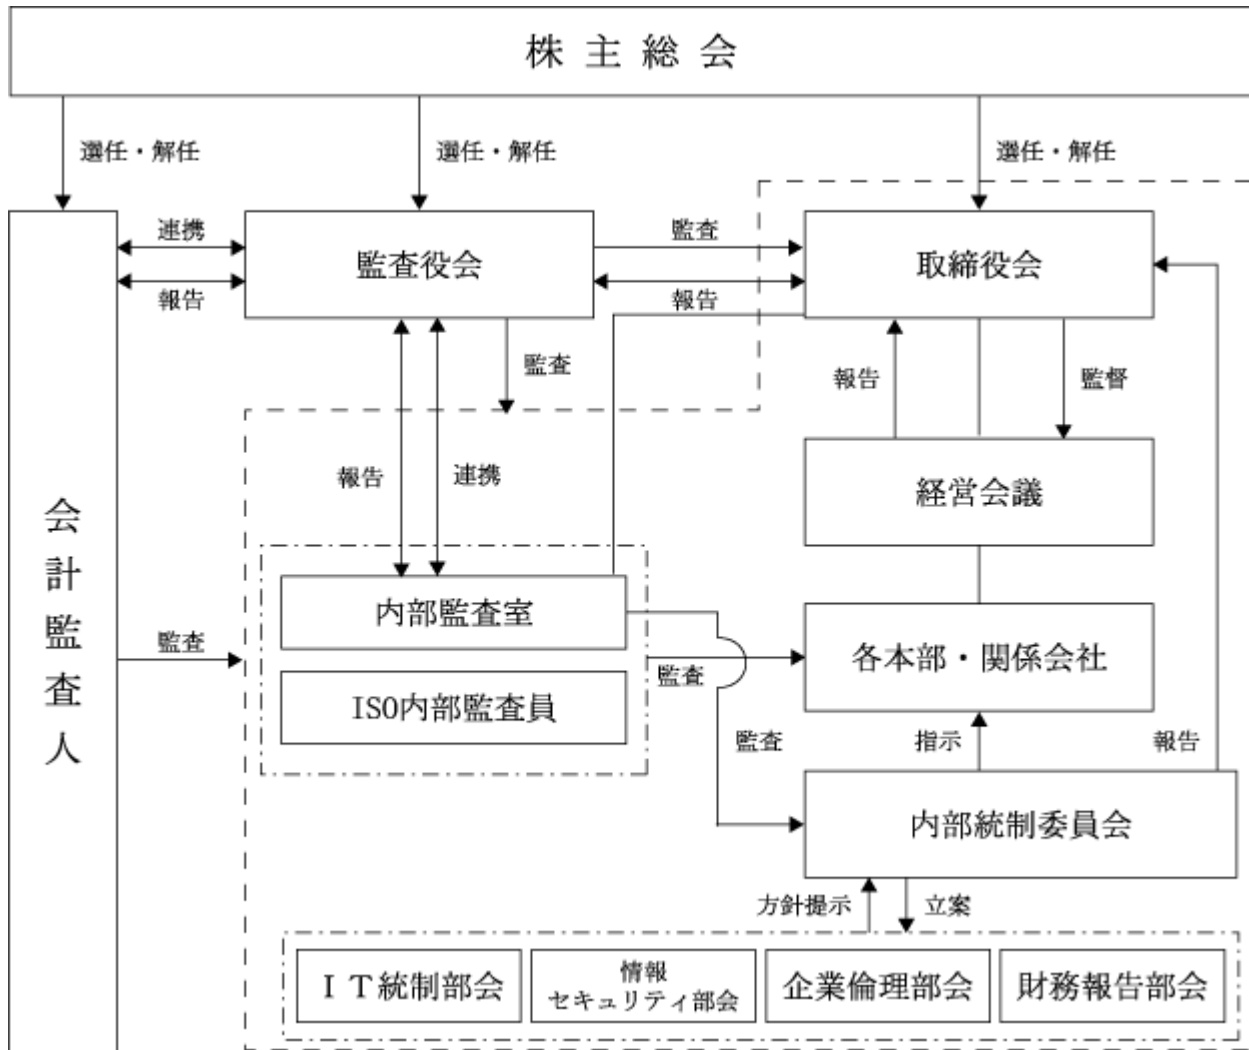 株主総会
選任・解任
選任・解任
選任・解任
連携
報告
監査役会
監査
報告
取締役会
監査
報告
監督
報告
連携
経営会議
会計監査人
内部監査室
ISO内部監査員
監査
監査
各本部・関係会社
監査
指示
報告
内部統制委員会
方針提示
立案
IT統制部会
情報
セキュリティ部会
企業倫理部会
財務報告部会